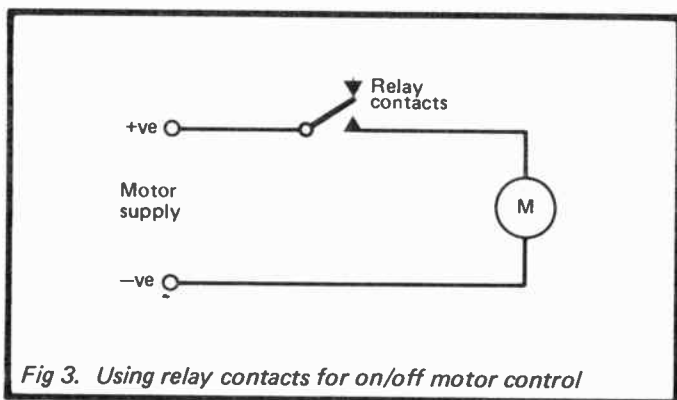 Relay
contacts
+ve
Motor
supply
M
—ve
Fig 3. Using relay contacts for on/off motor control